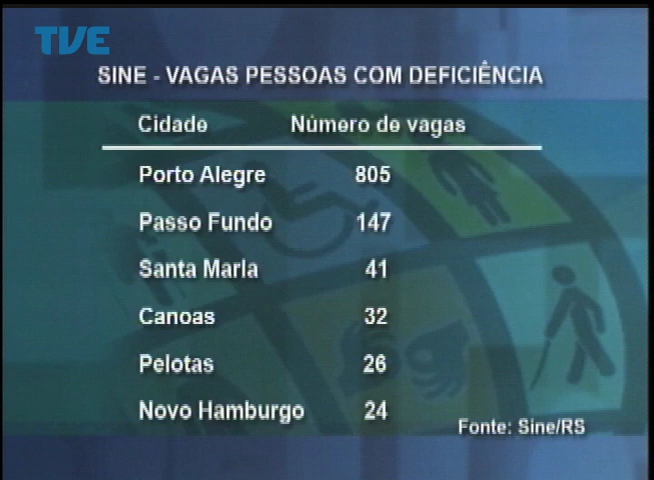 TVE
SINE - VAGAS PESSOAS COM DEFICIÊNCIA
Cidade Número de vagas
Porto Alegre 805
Passo Fundo 147
Santa Maria 41
Canoas 32
Pelotas 26
Novo Hamburgo 24
Fonte: Sine/RS